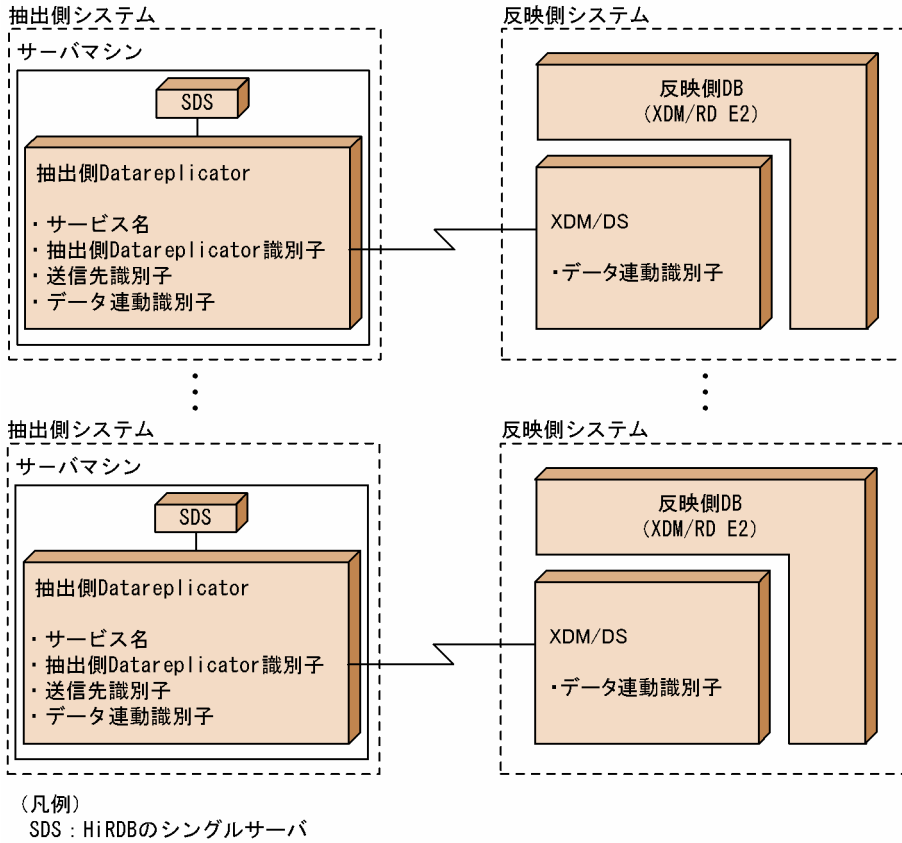 抽出側システム
サーバマシン
SDS
抽出側Datareplicator
・サービス名
・抽出側Datareplicator識別子
・送信先識別子
・データ連動識別子
反映側システム
反映側DB
(XDM/RD E2)
XDM/DS
・データ連動識別子
抽出側システム
サーバマシン
SDS
抽出側Datareplicator
・サービス名
・抽出側Datareplicator識別子
・送信先識別子
・データ連動識別子
反映側システム
反映側DB
(XDM/RD E2)
XDM/DS
・データ連動識別子
(凡例)
SDS:HiRDBのシングルサーバ